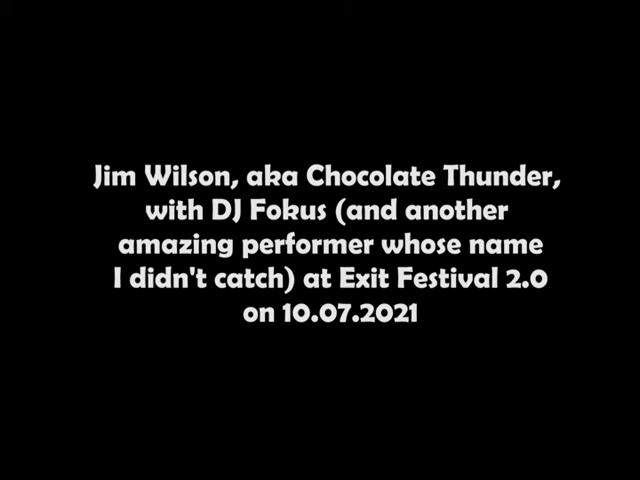 Jim Wilson, aka Chocolate Thunder,
with DJ Fokus (and another
amazing performer whose name
I didn't catch) at Exit Festival 2.0
on 10.07.2021